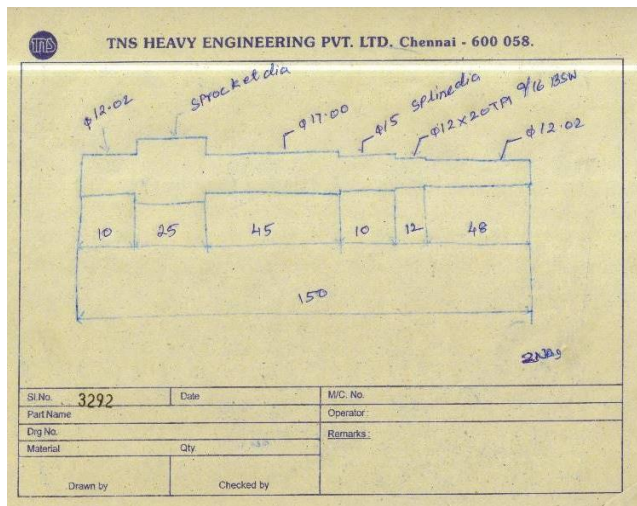 TNS
TNS HEAVY ENGINEERING PVT. LTD. Chennai - 600 058.
φ12.02
sprocket dia
φ17.00
φ15 spline dia
φ12 x 20TPI 9/16 BSW
φ12.02
10 25 45 10 12 48
150
2No,
Sl.No. 3292 Date M/C. No.
Part Name Operator:
Drg No. Remarks:
Material Qty
Drawn by Checked by